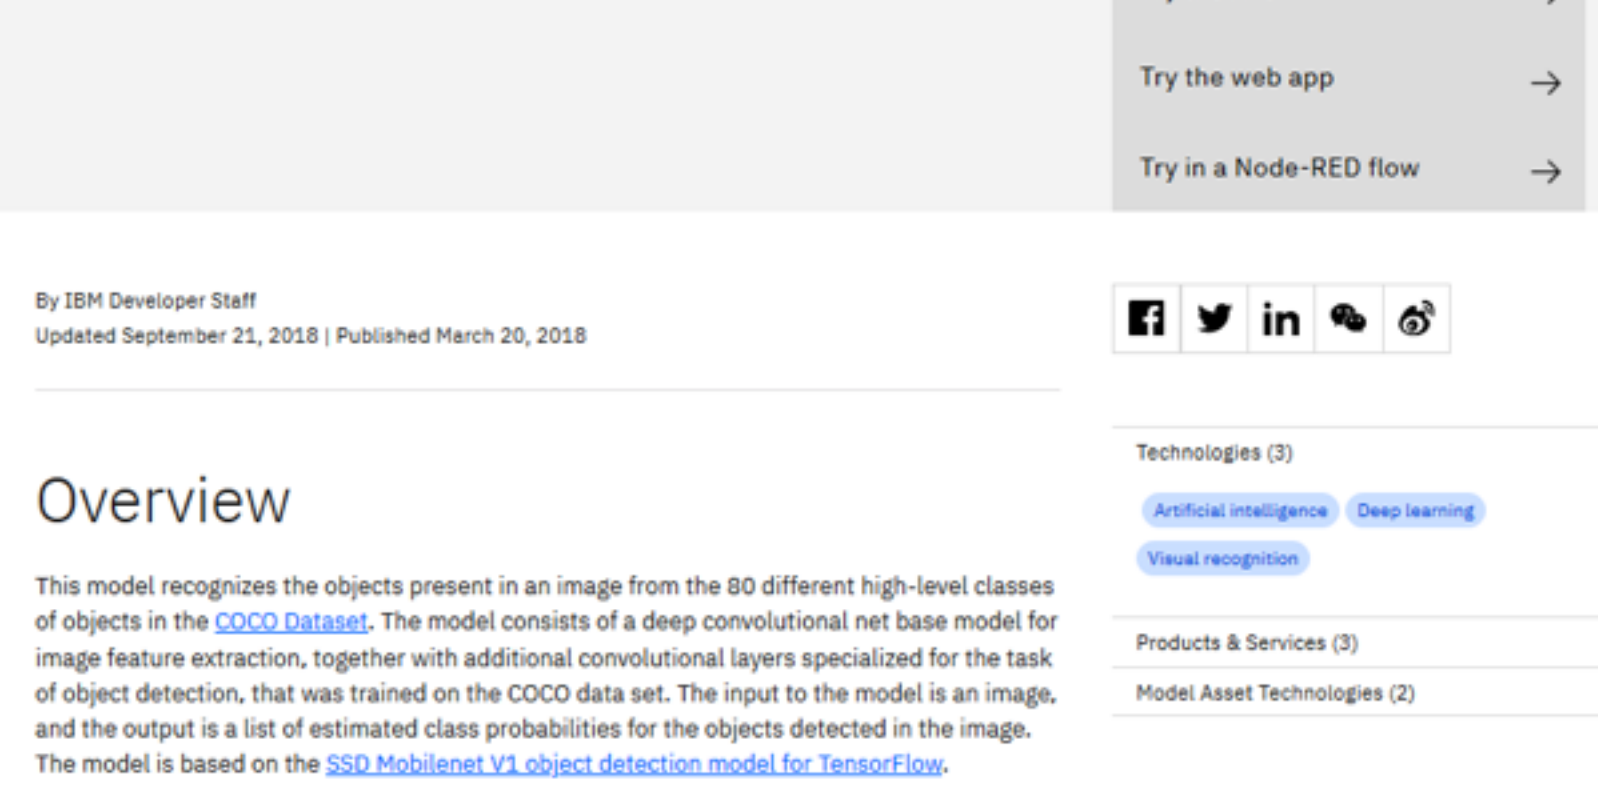 Try the web app
Try in a Node-RED flow
By IBM Developer Staff
Updated September 21, 2018 | Published March 20, 2018
Overview
This model recognizes the objects present in an image from the 80 different high-level classes
of objects in the COCO Dataset. The model consists of a deep convolutional net base model for
image feature extraction, together with additional convolutional layers specialized for the task
of object detection, that was trained on the COCO data set. The input to the model is an image,
and the output is a list of estimated class probabilities for the objects detected in the image.
The model is based on the SSD Mobilenet V1 object detection model for TensorFlow.
Technologies (3)
Artificial intelligence Deep learning
Visual recognition
Products & Services (3)
Model Asset Technologies (2)